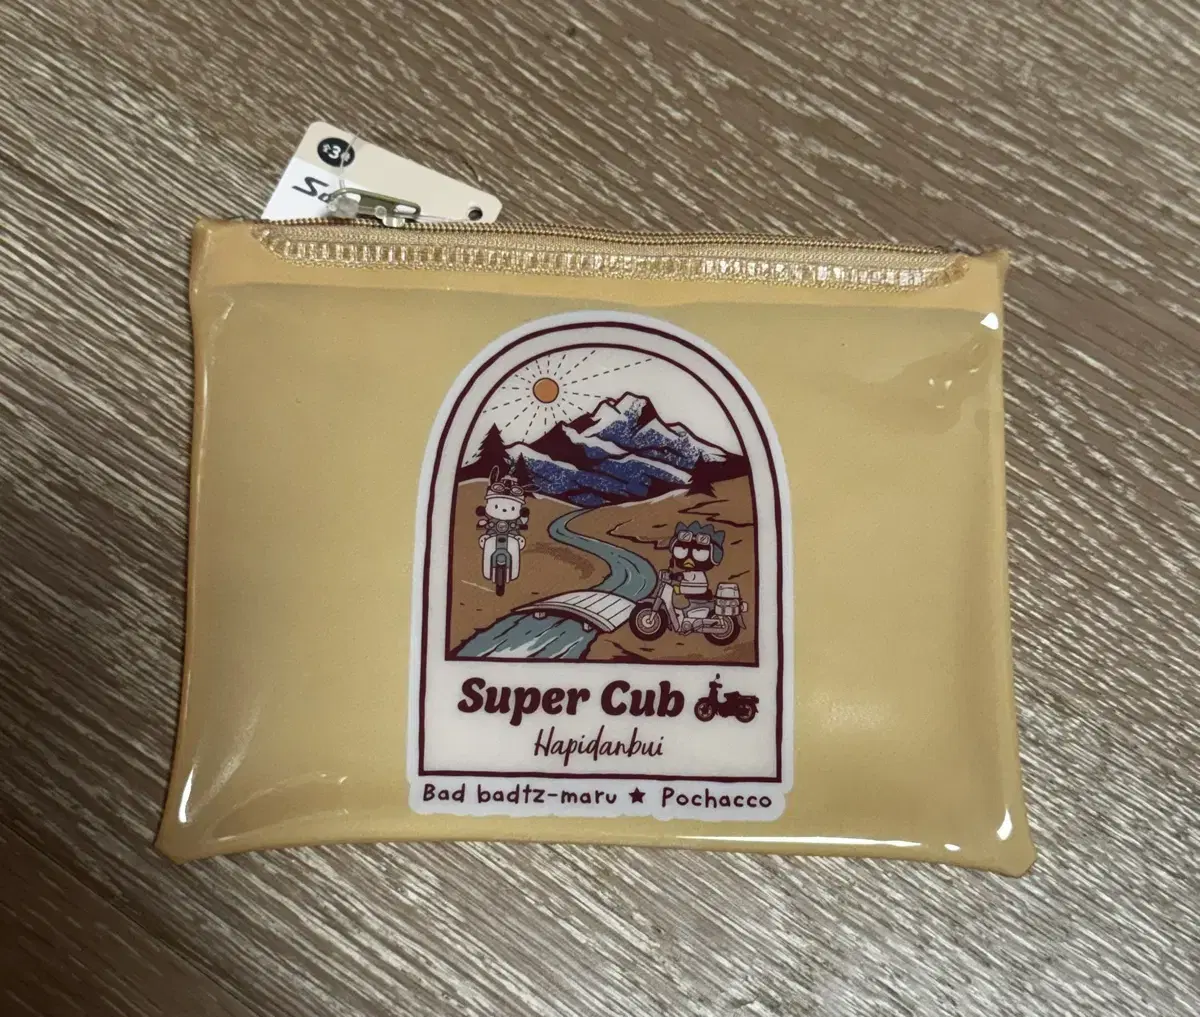 Super Cub
Hapidanbui
Bad badtz-maru ★ Pochacco